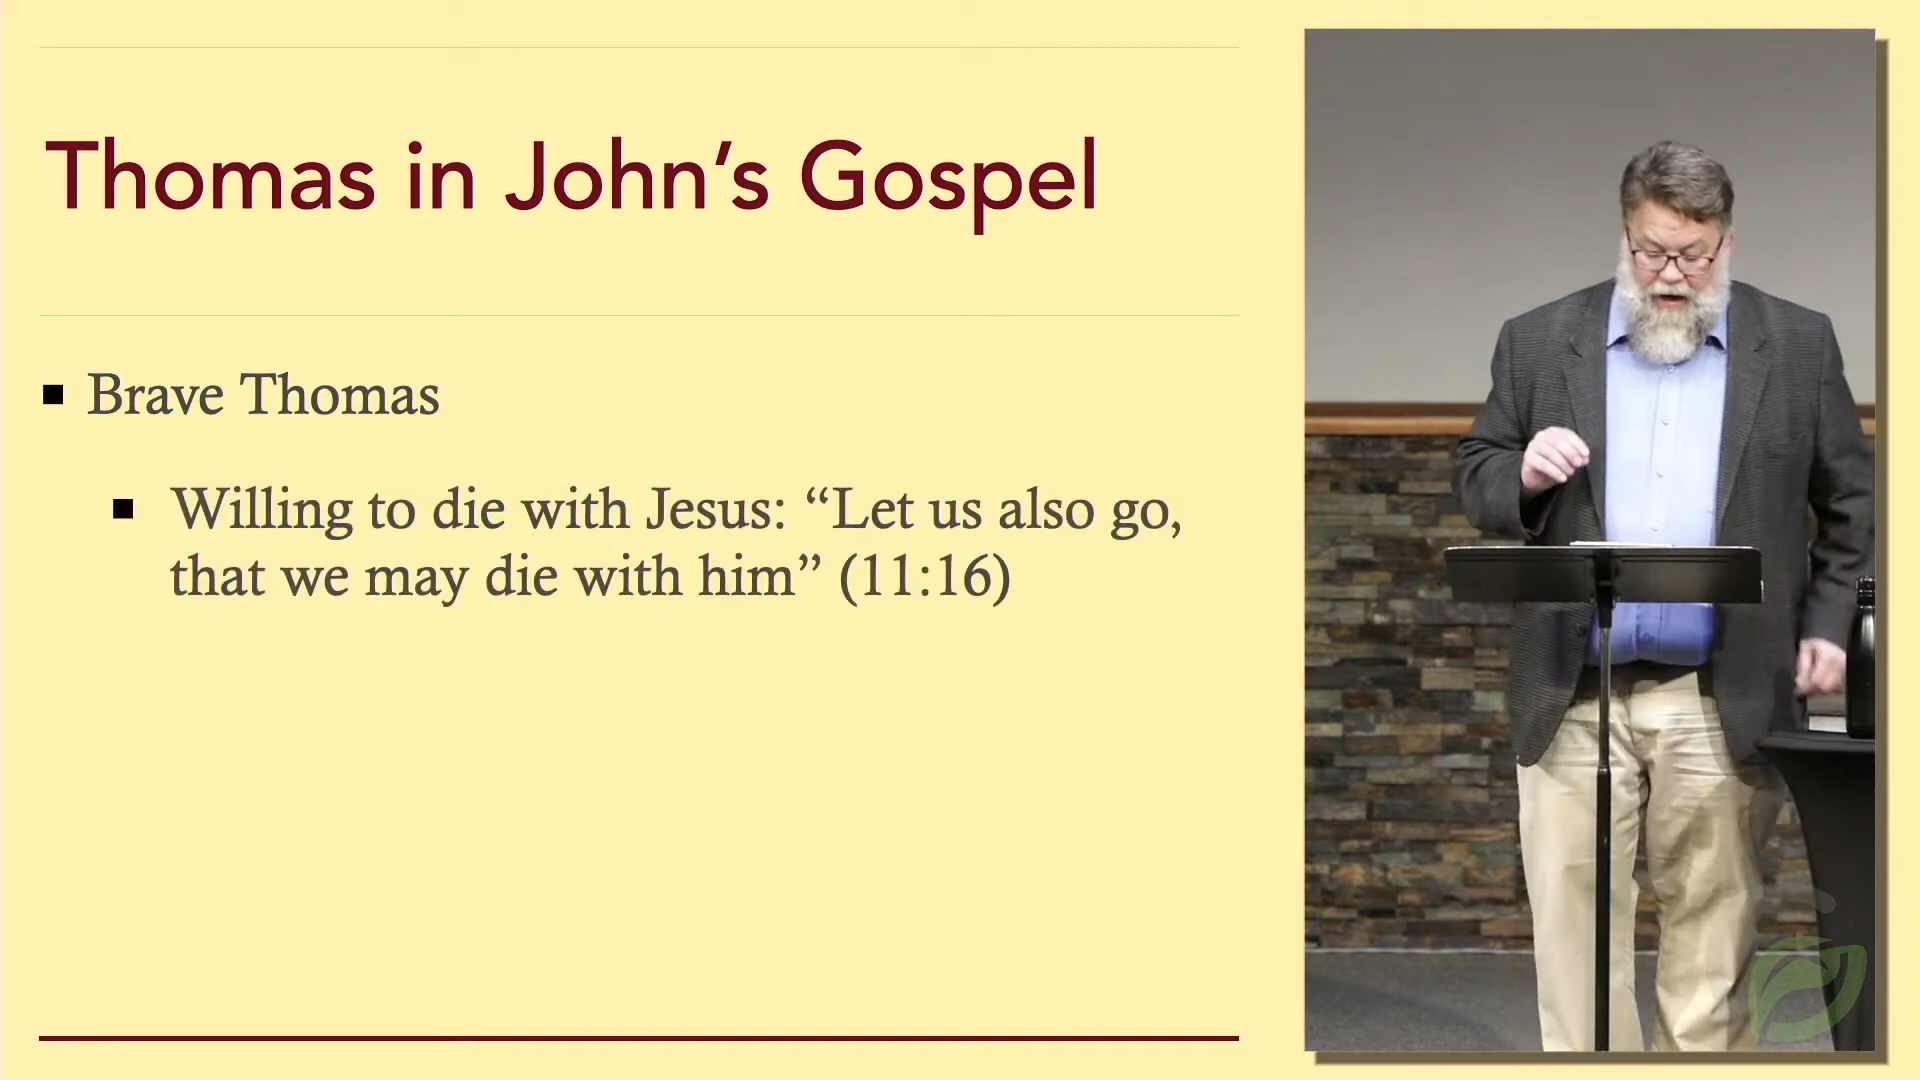 Thomas in John’s Gospel
▪ Brave Thomas
▪ Willing to die with Jesus: “Let us also go,
that we may die with him” (11:16)